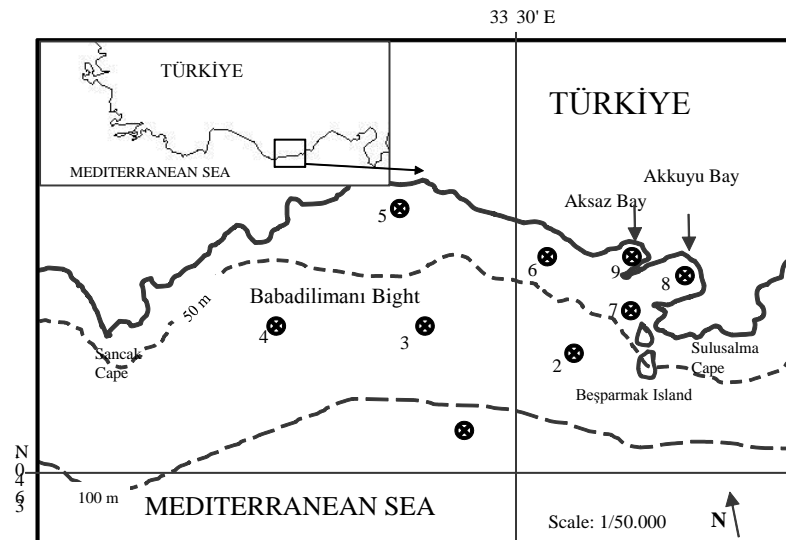 33 30' E
TÜRKİYE
MEDITERRANEAN SEA
TÜRKİYE
Akkuyu Bay
Aksaz Bay
5
6
9
8
50 m
Babadilimanı Bight
7
4
3
2
Sancak
Cape
Sulusalma
Cape
Beşparmak Island
N
0
4
6
3
100 m
MEDITERRANEAN SEA
Scale: 1/50.000
N